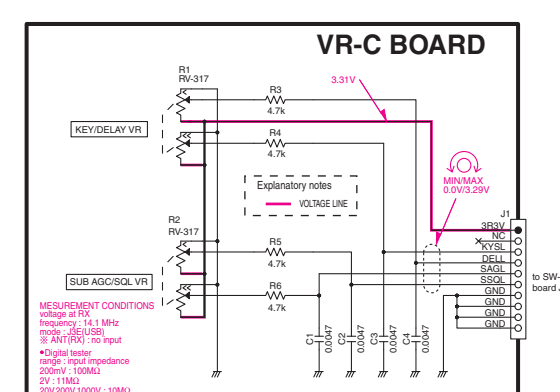 VR-C BOARD
R1
RV-317
R3
4.7k
3.31V
KEY/DELAY VR
R4
4.7k
MIN/MAX
0.0V/3.29V
Explanatory notes
VOLTAGE LINE
J1
3R3V
NC
KYSL
DELL
SAGL
SSQL
GND
GND
GND
GND
to SW-
board
R2
RV-317
R5
4.7k
SUB AGC/SQL VR
R6
4.7k
C1
0.0047
C2
0.0047
C3
0.0047
C4
0.0047
MESUREMENT CONDITIONS
voltage at RX
frequency : 14.1 MHz
mode : J3E(USB)
※ ANT(RX) : no input
●Digital tester
range : input impedance
200mV : 100MΩ
2V : 11MΩ
20V,200V,1000V : 10MΩ